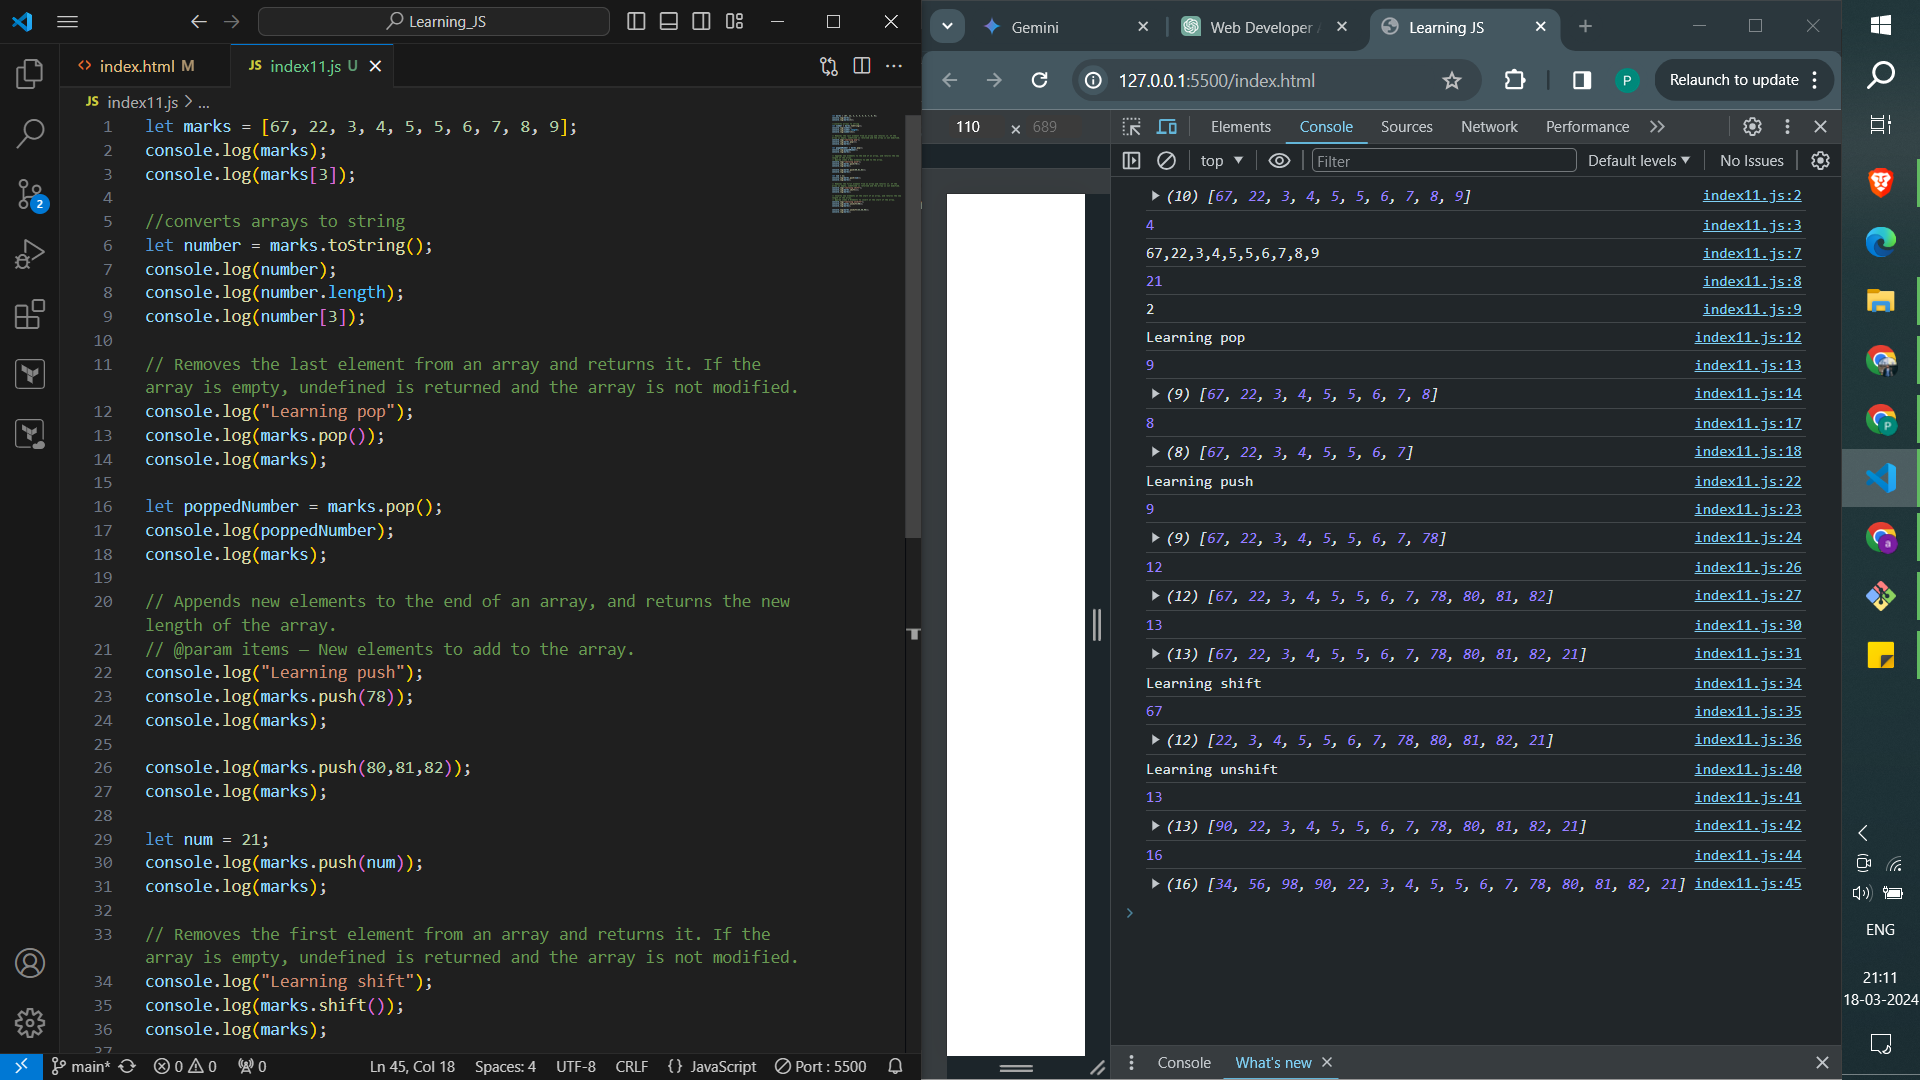 Learning_JS
index.html M
JS index11.js U
JS index11.js > ...
1 let marks = [67, 22, 3, 4, 5, 5, 6, 7, 8, 9];
2 console.log(marks);
3 console.log(marks[3]);
4
5 //converts arrays to string
6 let number = marks.toString();
7 console.log(number);
8 console.log(number.length);
9 console.log(number[3]);
10
11 // Removes the last element from an array and returns it. If the
array is empty, undefined is returned and the array is not modified.
12 console.log("Learning pop");
13 console.log(marks.pop());
14 console.log(marks);
15
16 let poppedNumber = marks.pop();
17 console.log(poppedNumber);
18 console.log(marks);
19
20 // Appends new elements to the end of an array, and returns the new
length of the array.
21 // @param items — New elements to add to the array.
22 console.log("Learning push");
23 console.log(marks.push(78));
24 console.log(marks);
25
26 console.log(marks.push(80,81,82));
27 console.log(marks);
28
29 let num = 21;
30 console.log(marks.push(num));
31 console.log(marks);
32
33 // Removes the first element from an array and returns it. If the
array is empty, undefined is returned and the array is not modified.
34 console.log("Learning shift");
35 console.log(marks.shift());
36 console.log(marks);
37
2
main* 0 0 0 Ln 45, Col 18 Spaces: 4 UTF-8 CRLF {} JavaScript Port : 5500
Gemini
Web Developer
Learning JS
127.0.0.1:5500/index.html
P
Relaunch to update
110 × 689
Elements Console Sources Network Performance
top Filter Default levels No Issues
(10) [67, 22, 3, 4, 5, 5, 6, 7, 8, 9] index11.js:2
4 index11.js:3
67,22,3,4,5,5,6,7,8,9 index11.js:7
21 index11.js:8
2 index11.js:9
Learning pop index11.js:12
9 index11.js:13
(9) [67, 22, 3, 4, 5, 5, 6, 7, 8] index11.js:14
8 index11.js:17
(8) [67, 22, 3, 4, 5, 5, 6, 7] index11.js:18
Learning push index11.js:22
9 index11.js:23
(9) [67, 22, 3, 4, 5, 5, 6, 7, 78] index11.js:24
12 index11.js:26
(12) [67, 22, 3, 4, 5, 5, 6, 7, 78, 80, 81, 82] index11.js:27
13 index11.js:30
(13) [67, 22, 3, 4, 5, 5, 6, 7, 78, 80, 81, 82, 21] index11.js:31
Learning shift index11.js:34
67 index11.js:35
(12) [22, 3, 4, 5, 5, 6, 7, 78, 80, 81, 82, 21] index11.js:36
Learning unshift index11.js:40
13 index11.js:41
(13) [90, 22, 3, 4, 5, 5, 6, 7, 78, 80, 81, 82, 21] index11.js:42
16 index11.js:44
(16) [34, 56, 98, 90, 22, 3, 4, 5, 5, 6, 7, 78, 80, 81, 82, 21] index11.js:45
Console What's new
P
a
ENG
21:11
18-03-2024